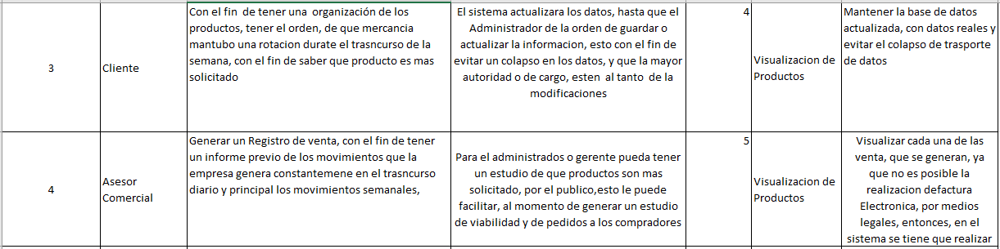 3
Cliente
Con el fin  de tener una  organización de los
productos, tener el orden, de que mercancia
mantubo una rotacion durate el trasncurso de la
semana, con el fin de saber que producto es mas
solicitado
El sistema actualizara los datos, hasta que el
Administrador de la orden de guardar o
actualizar la informacion, esto con el fin de
evitar un colapso en los datos, y que la mayor
autoridad o de cargo, esten  al tanto  de la
modificaciones
4
Visualizacion de
Productos
Mantener la base de datos
actualizada, con datos reales y
evitar el colapso de trasporte
de datos
4
Asesor
Comercial
Generar un Registro de venta, con el fin de tener
un informe previo de los movimientos que la
empresa genera constantemene en el trasncurso
diario y principal los movimientos semanales,
Para el administrados o gerente pueda tener
un estudio de que productos son mas
solicitado, por el publico,esto le puede
facilitar, al momento de generar un estudio
de viabilidad y de pedidos a los compradores
5
Visualizacion de
Productos
Visualizar cada una de las
venta, que se generan, ya
que no es posible la
realizacion defactura
Electronica, por medios
legales, entonces, en el
sistema se tiene que realizar